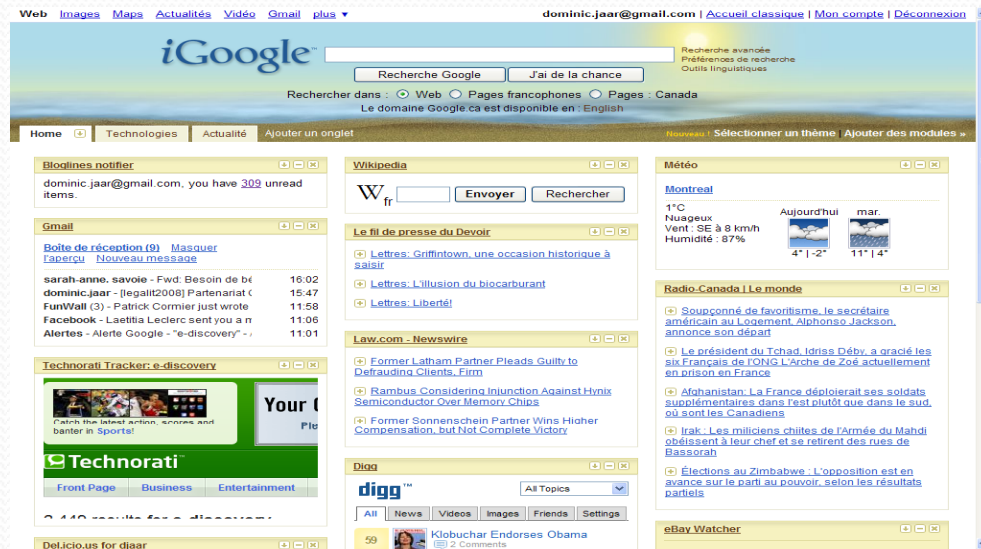 Web Images Maps Actualités Vidéo Gmail plus ▼
dominic.jaar@gmail.com | Accueil classique | Mon compte | Déconnexion
iGoogle™
Recherche avancée
Préférences de recherche
Outils linguistiques
Recherche Google J'ai de la chance
Rechercher dans : Web Pages francophones Pages : Canada
Le domaine Google.ca est disponible en : English
Home Technologies Actualité Ajouter un onglet
Nouveau ! Sélectionner un thème | Ajouter des modules »
Bloglines notifier
dominic.jaar@gmail.com, you have 309 unread
items.
Gmail
Boîte de réception (9) Masquer
l'aperçu Nouveau message
sarah-anne. savoie - Fwd: Besoin de bé 16:02
dominic.jaar - [legalit2008] Partenariat 15:47
FunWall (3) - Patrick Cormier just wrote 11:58
Facebook - Laetitia Leclerc sent you a m 11:06
Alertes - Alerte Google - "e-discovery" - 11:01
Technorati Tracker: e-discovery
Catch the latest action, scores and
banter in Sports!
Your
Ple
Technorati™
Front Page Business Entertainment
results for e-discovery
Del.icio.us for djaar
Wikipedia
W fr Envoyer Rechercher
Le fil de presse du Devoir
Lettres: Griffintown, une occasion historique à
saisir
Lettres: L'illusion du biocarburant
Lettres: Liberté!
Law.com - Newswire
Former Latham Partner Pleads Guilty to
Defrauding Clients, Firm
Rambus Considering Injunction Against Hynix
Semiconductor Over Memory Chips
Former Sonnenschein Partner Wins Higher
Compensation, but Not Complete Victory
Digg
digg™ All Topics
All News Videos Images Friends Settings
59 Klobuchar Endorses Obama
2 Comments
Météo
Montreal
1°C
Nuageux
Vent : SE à 8 km/h
Humidité : 87%
Aujourd'hui mar.
4° | -2° 11° | 4°
Radio-Canada | Le monde
Soupçonné de favoritisme, le secrétaire
américain au Logement, Alphonso Jackson,
annonce son départ
Le président du Tchad, Idriss Déby, a gracié les
six Français de l'ONG L'Arche de Zoé actuellement
en prison en France
Afghanistan: La France déploierait ses soldats
supplémentaires dans l'est plutôt que dans le sud,
où sont les Canadiens
Irak : Les miliciens chiites de l'Armée du Mahdi
obéissent à leur chef et se retirent des rues de
Bassorah
Élections au Zimbabwe : L'opposition est en
avance sur le parti au pouvoir, selon les résultats
partiels
eBay Watcher